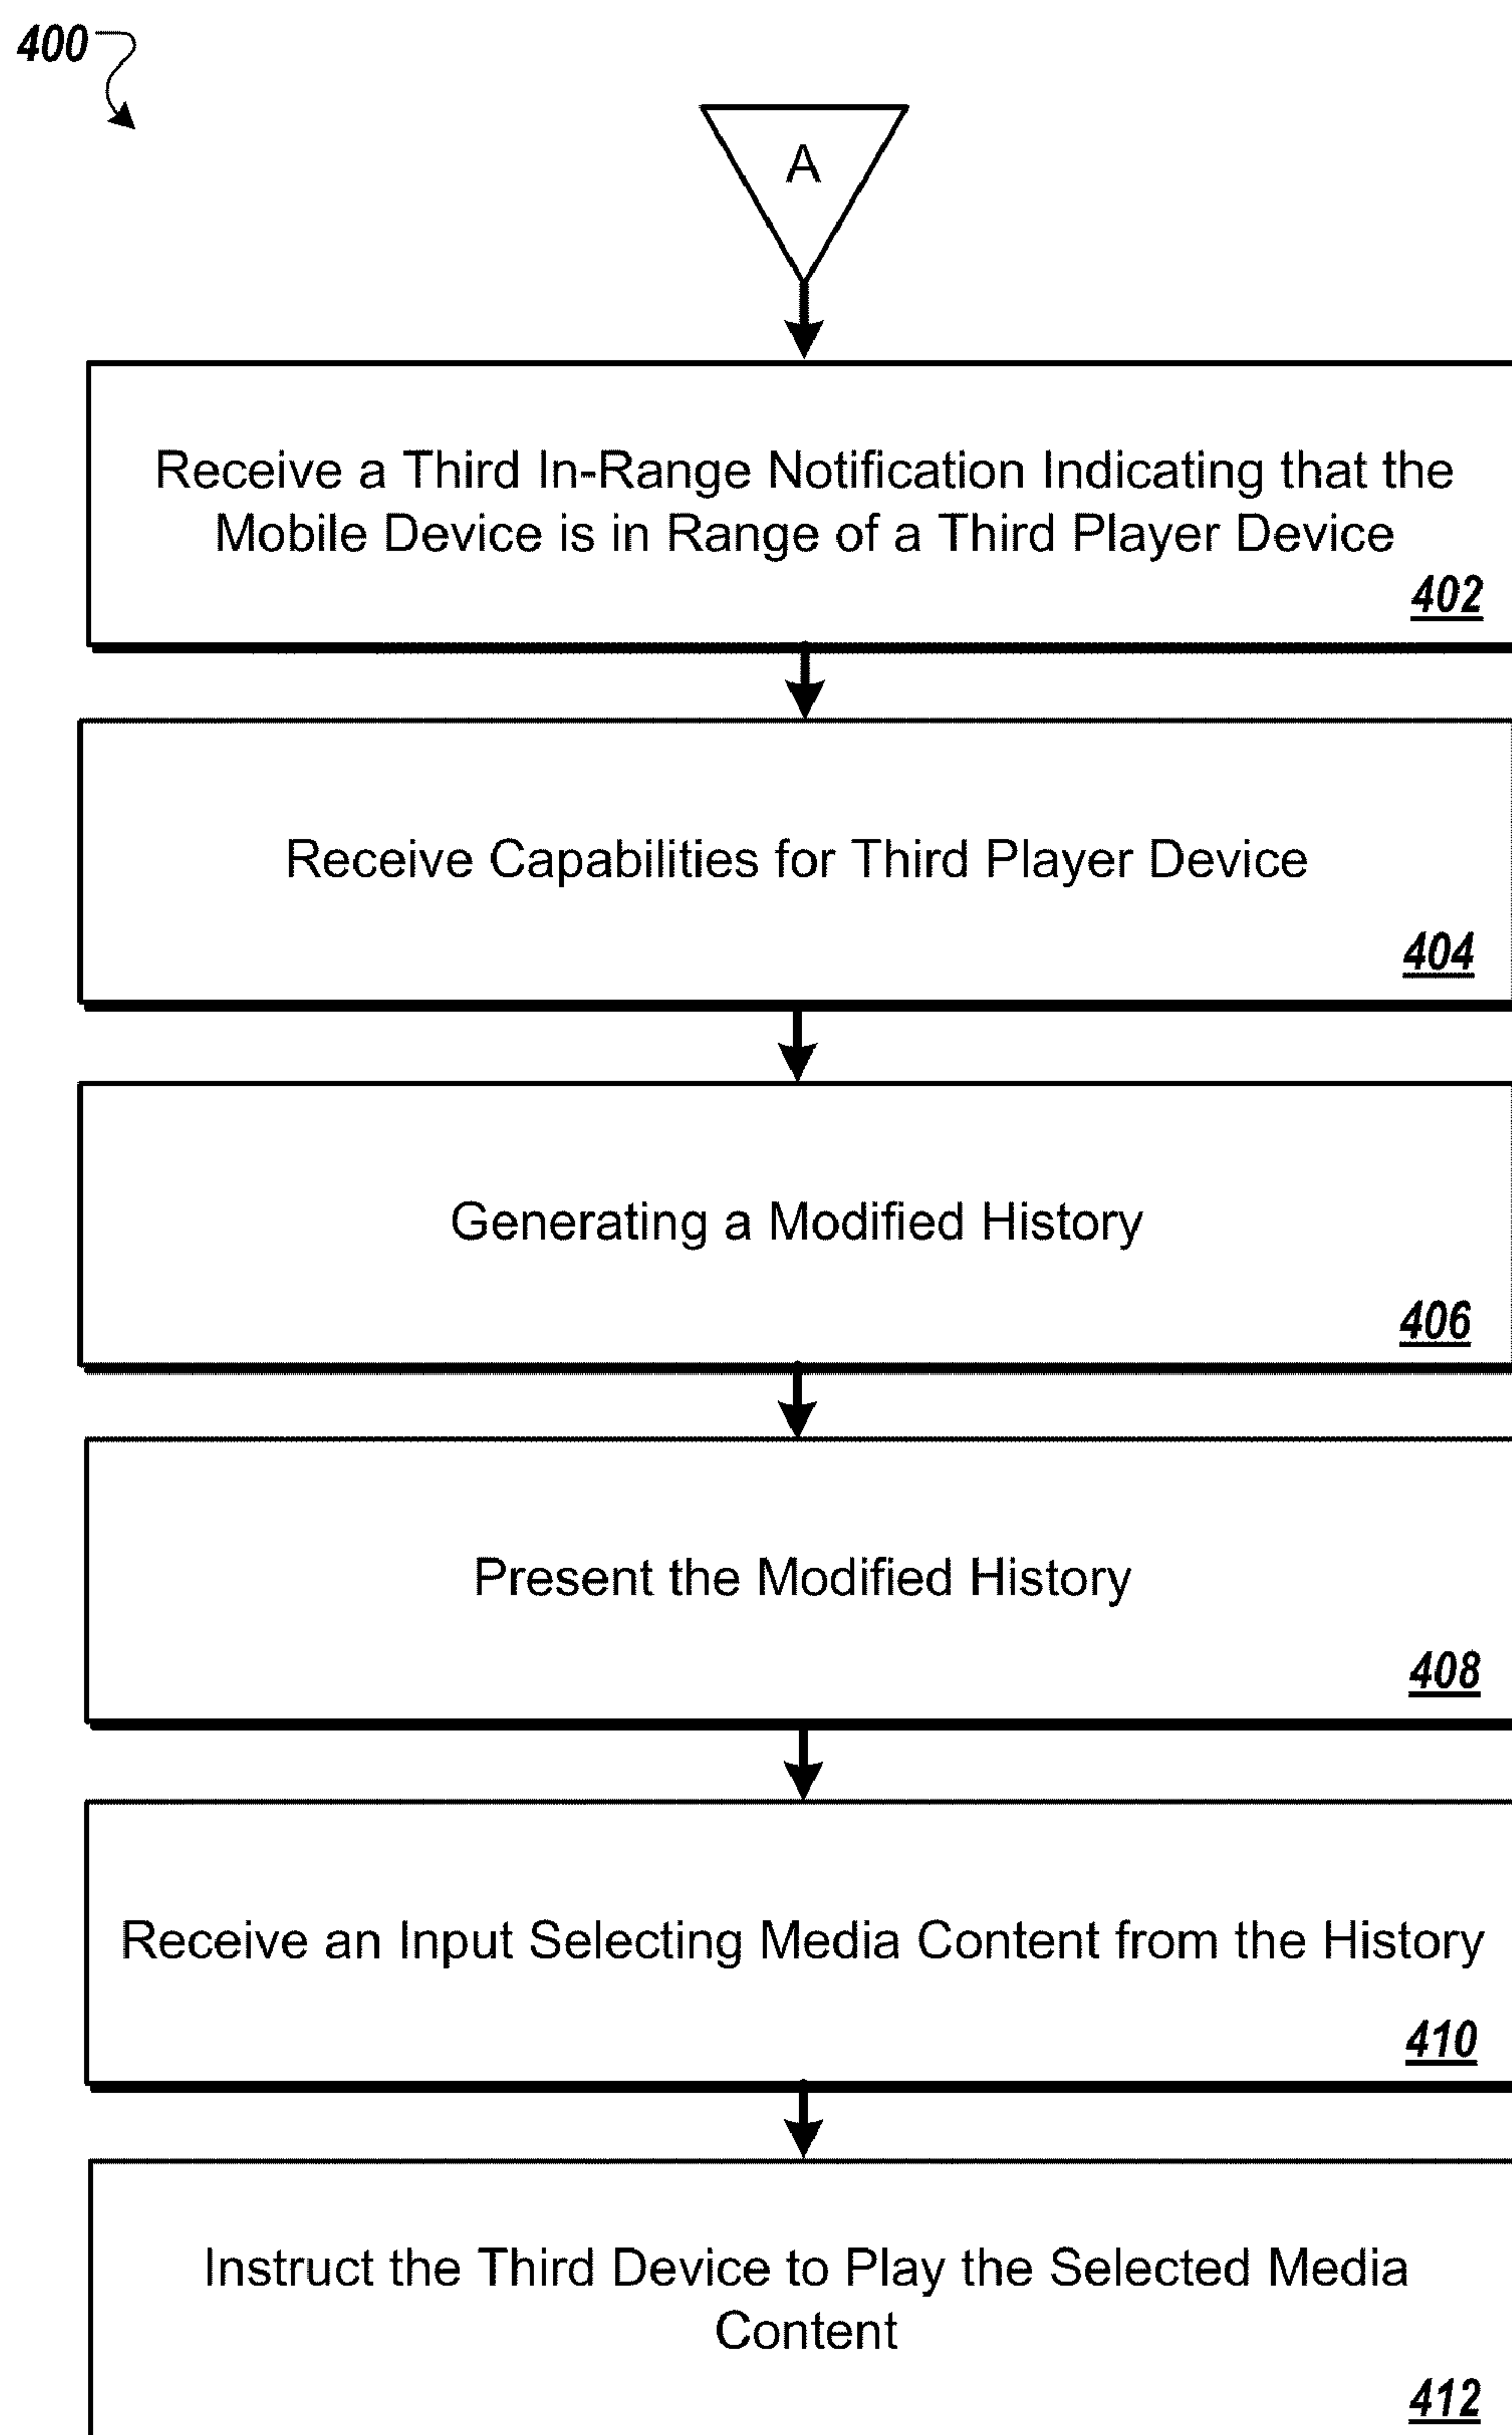 400
A
Receive a Third In-Range Notification Indicating that the
Mobile Device is in Range of a Third Player Device
402
Receive Capabilities for Third Player Device
404
Generating a Modified History
406
Present the Modified History
408
Receive an Input Selecting Media Content from the History
410
Instruct the Third Device to Play the Selected Media
Content
412